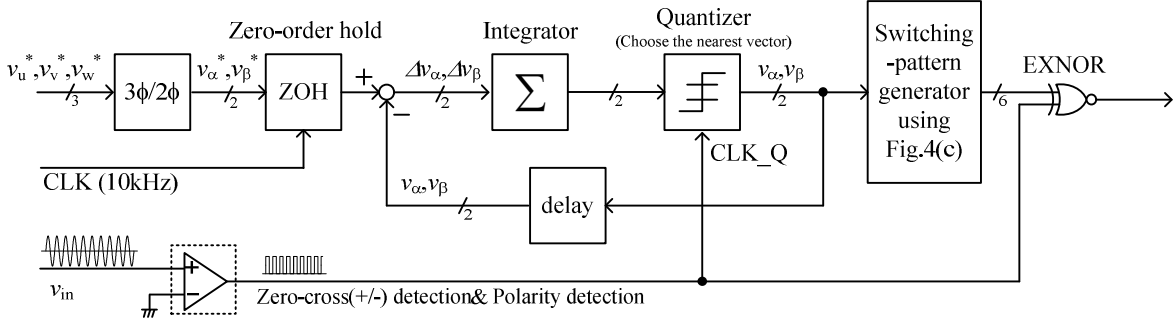 Zero-order hold
Integrator
Quantizer
(Choose the nearest vector)
Switching
-pattern
generator
using
Fig.4(c)
EXNOR
vu*,vv*,vw*
3
3ϕ/2ϕ
vα*,vβ*
2
ZOH
+
−
Δvα,Δvβ
2
Σ
2
vα,vβ
2
6
CLK_Q
CLK (10kHz)
vα,vβ
2
delay
2
vin
+
−
Zero-cross(+/-) detection& Polarity detection